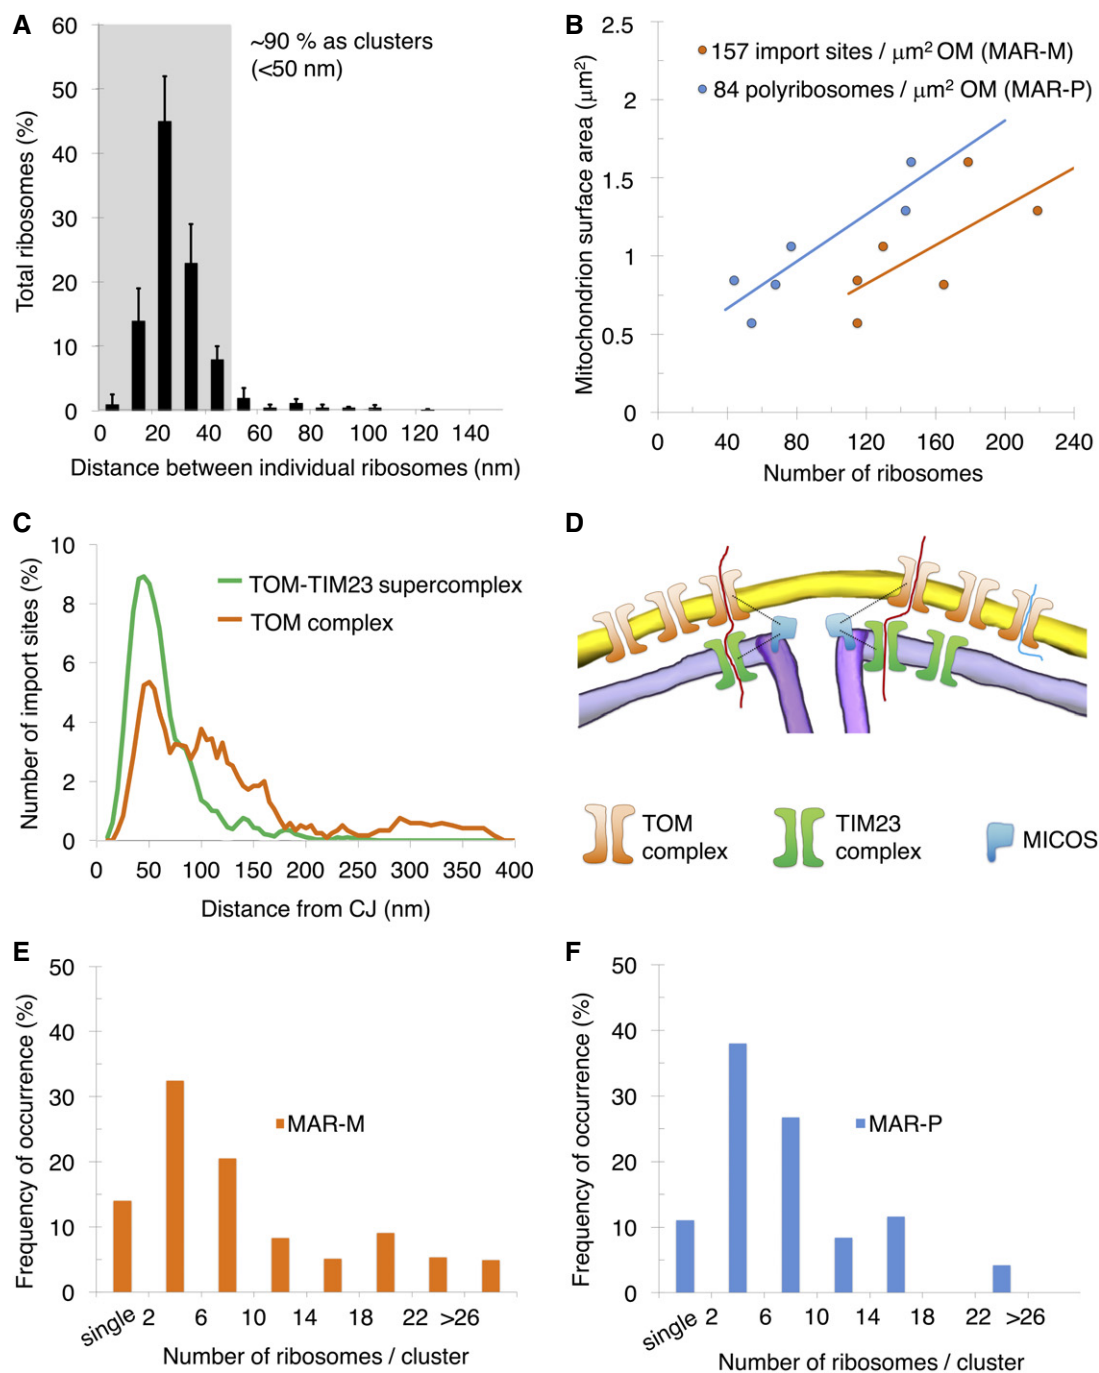 A
Total ribosomes (%)
60
50
40
30
20
10
0
~90 % as clusters
(<50 nm)
0 20 40 60 80 100 120 140
Distance between individual ribosomes (nm)
B
Mitochondrion surface area (μm²)
2.5
2
1.5
1
0.5
0
157 import sites / μm² OM (MAR-M)
84 polyribosomes / μm² OM (MAR-P)
0 40 80 120 160 200 240
Number of ribosomes
C
Number of import sites (%)
10
8
6
4
2
0
TOM-TIM23 supercomplex
TOM complex
0 50 100 150 200 250 300 350 400
Distance from CJ (nm)
D
TOM
complex
TIM23
complex
MICOS
E
Frequency of occurrence (%)
50
40
30
20
10
0
MAR-M
single 2 6 10 14 18 22 >26
Number of ribosomes / cluster
F
Frequency of occurrence (%)
50
40
30
20
10
0
MAR-P
single 2 6 10 14 18 22 >26
Number of ribosomes / cluster